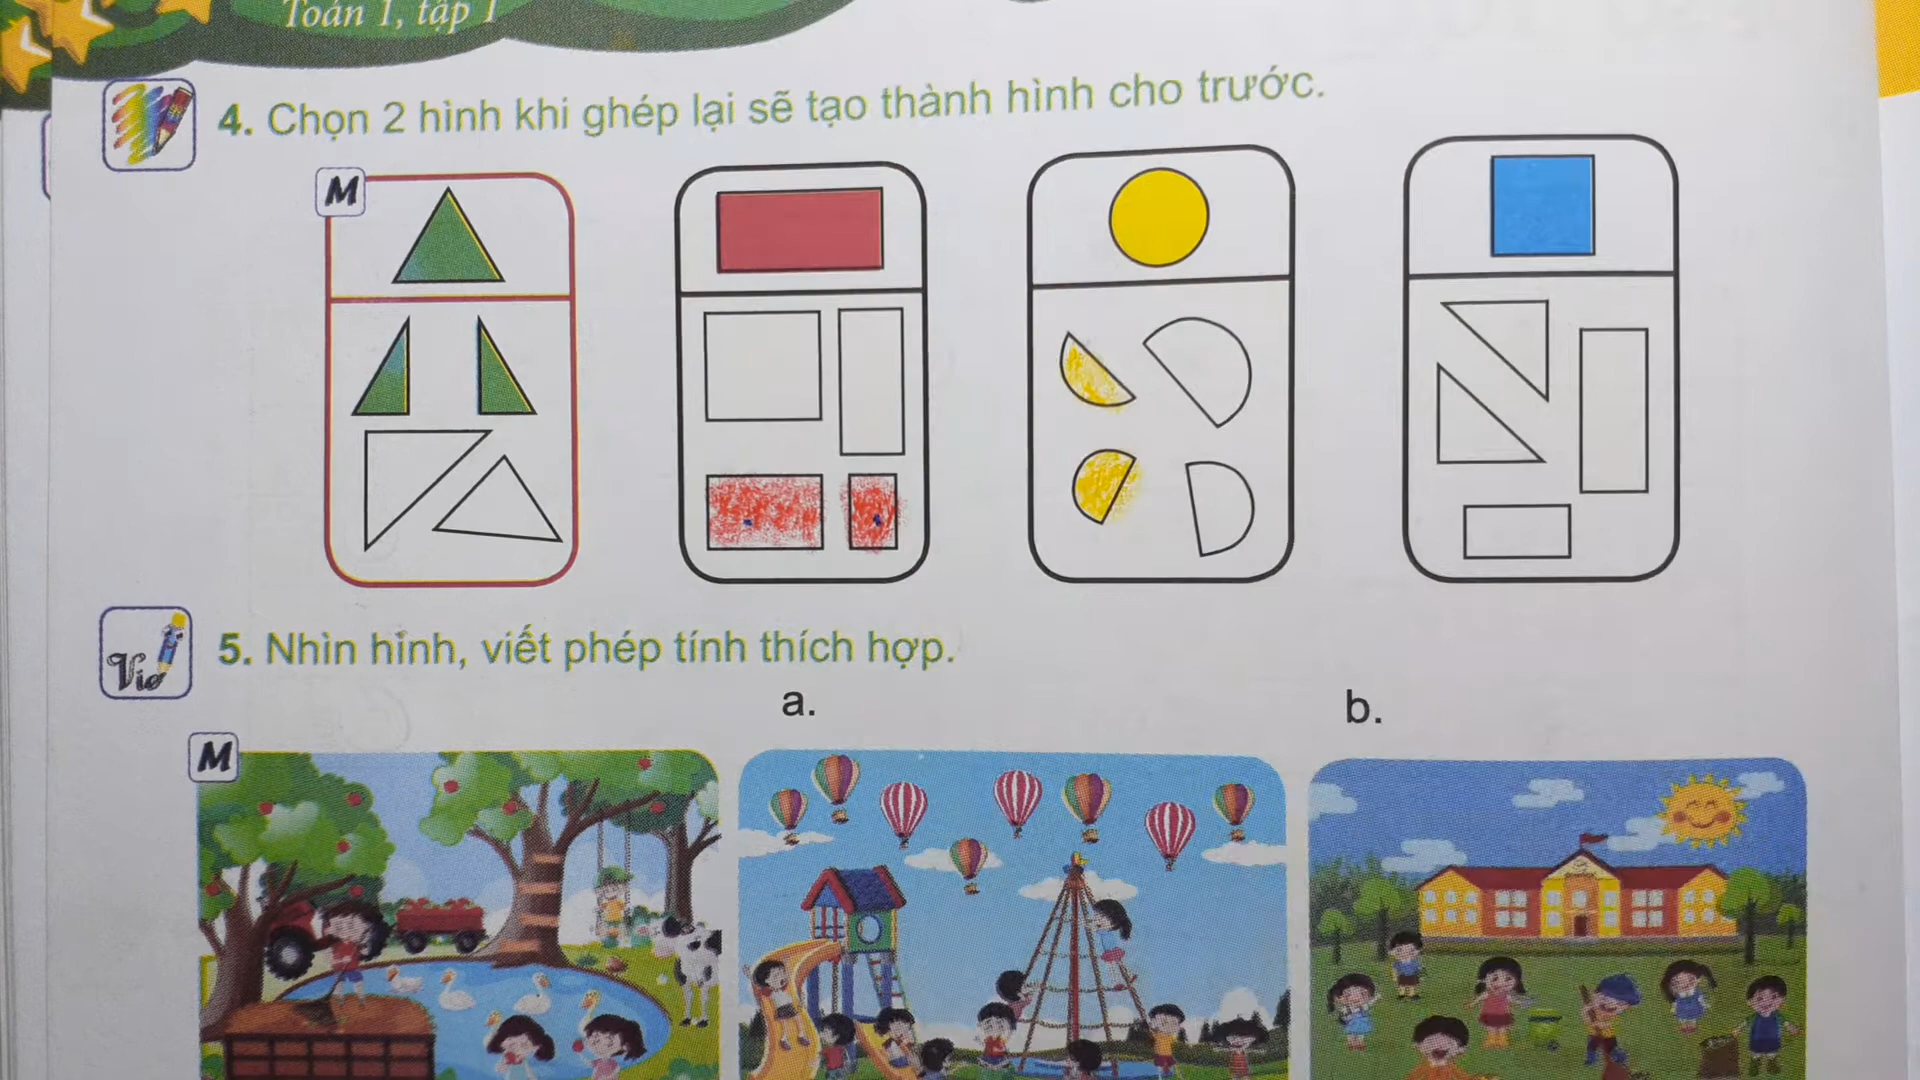 Toán 1, tập 1
4. Chọn 2 hình khi ghép lại sẽ tạo thành hình cho trước.
M
5. Nhìn hình, viết phép tính thích hợp.
Vio
a.
b.
M